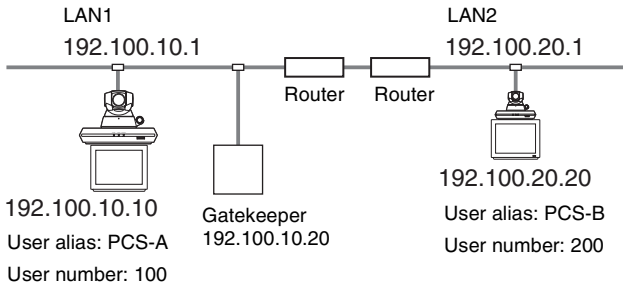 LAN1
192.100.10.1
LAN2
192.100.20.1
Router
Router
192.100.10.10
User alias: PCS-A
User number: 100
Gatekeeper
192.100.10.20
192.100.20.20
User alias: PCS-B
User number: 200